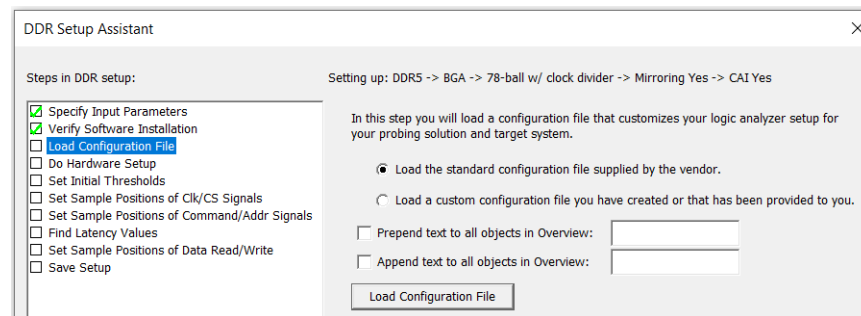 DDR Setup Assistant
Steps in DDR setup:
Setting up: DDR5 -> BGA -> 78-ball w/ clock divider -> Mirroring Yes -> CAI Yes
Specify Input Parameters
Verify Software Installation
Load Configuration File
Do Hardware Setup
Set Initial Thresholds
Set Sample Positions of Clk/CS Signals
Set Sample Positions of Command/Addr Signals
Find Latency Values
Set Sample Positions of Data Read/Write
Save Setup
In this step you will load a configuration file that customizes your logic analyzer setup for
your probing solution and target system.
Load the standard configuration file supplied by the vendor.
Load a custom configuration file you have created or that has been provided to you.
Prepend text to all objects in Overview:
Append text to all objects in Overview:
Load Configuration File